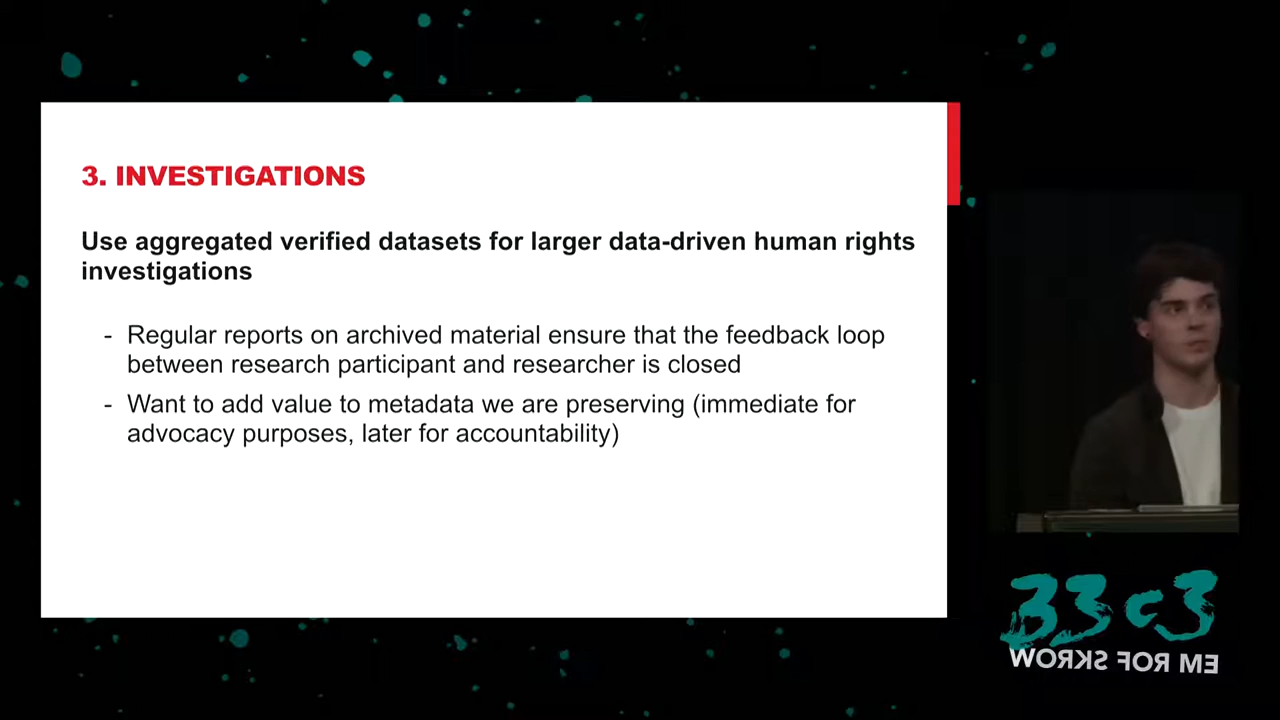 3. INVESTIGATIONS
Use aggregated verified datasets for larger data-driven human rights
investigations
- Regular reports on archived material ensure that the feedback loop
between research participant and researcher is closed
- Want to add value to metadata we are preserving (immediate for
advocacy purposes, later for accountability)
33c3
WORKS FOR ME